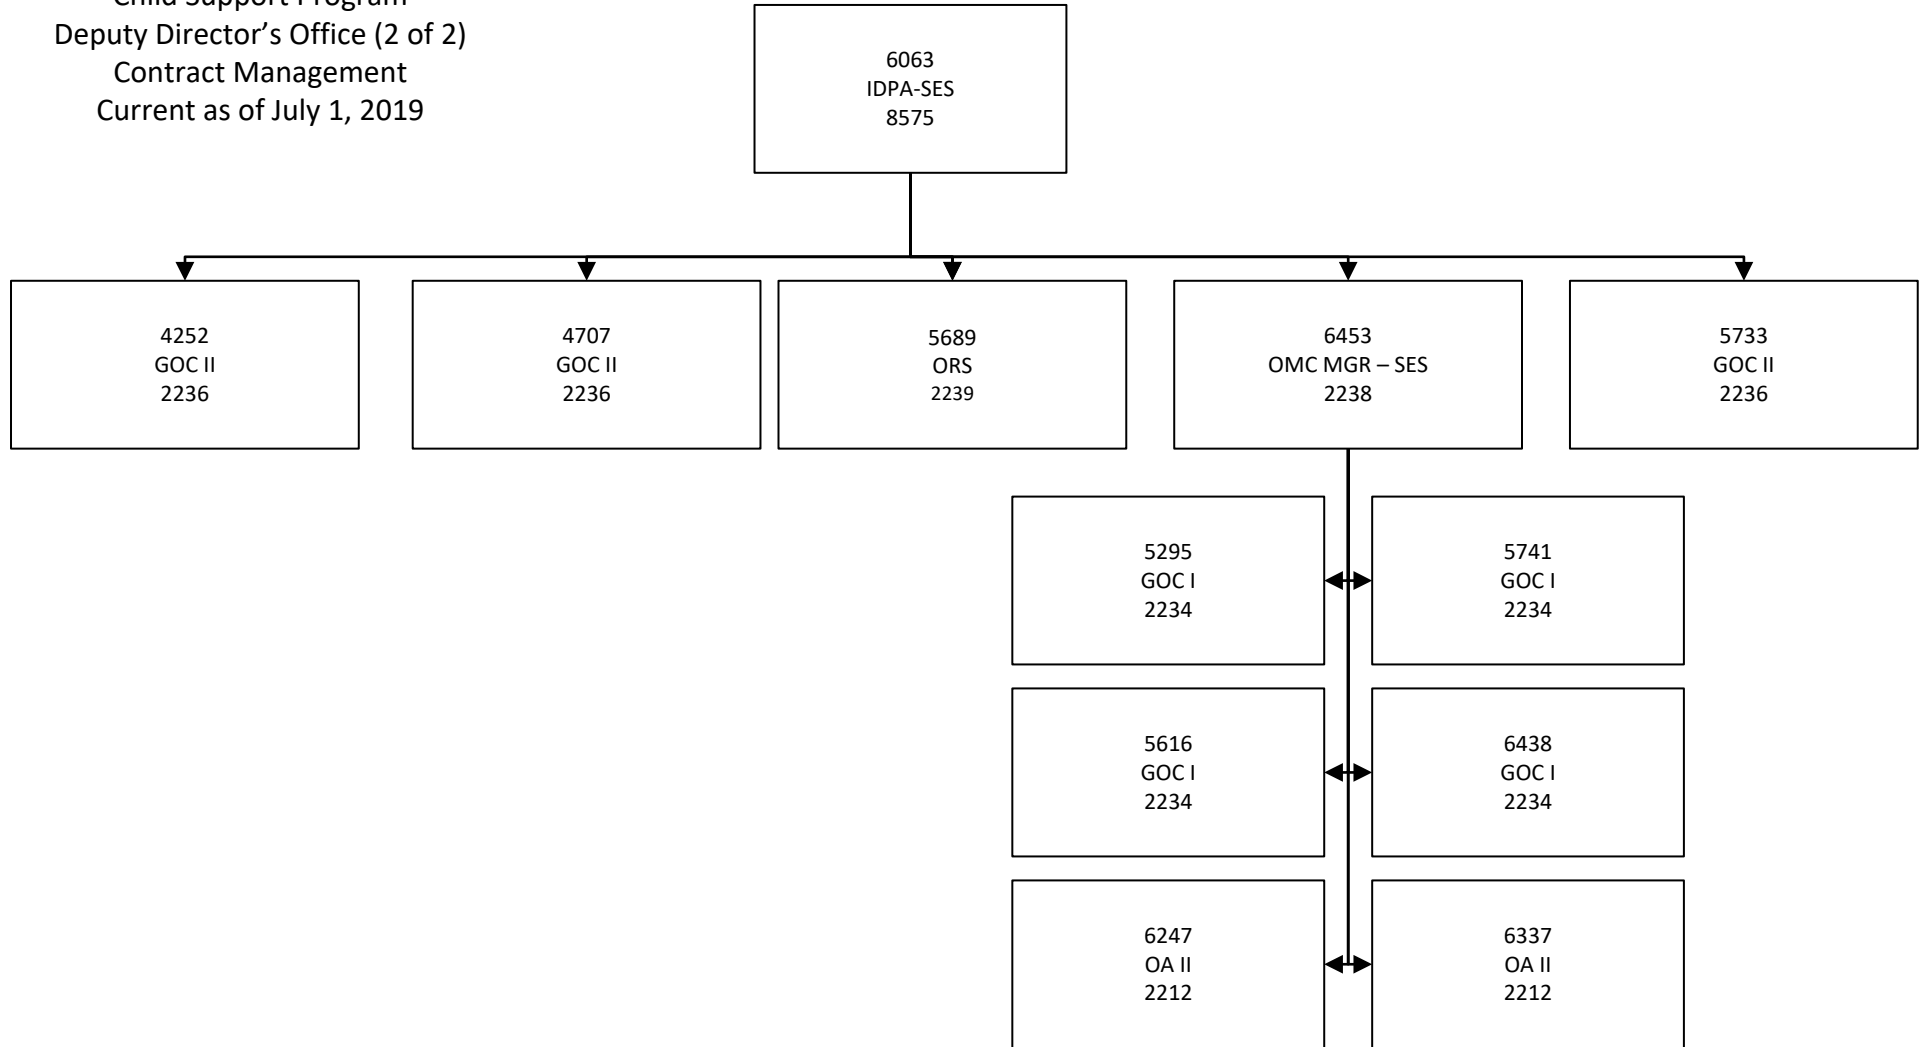 Child Support Program
Deputy Director’s Office (2 of 2)
Contract Management
Current as of July 1, 2019
6063
IDPA-SES
8575
4252
GOC II
2236
4707
GOC II
2236
5689
ORS
2239
6453
OMC MGR – SES
2238
5733
GOC II
2236
5295
GOC I
2234
5741
GOC I
2234
5616
GOC I
2234
6438
GOC I
2234
6247
OA II
2212
6337
OA II
2212